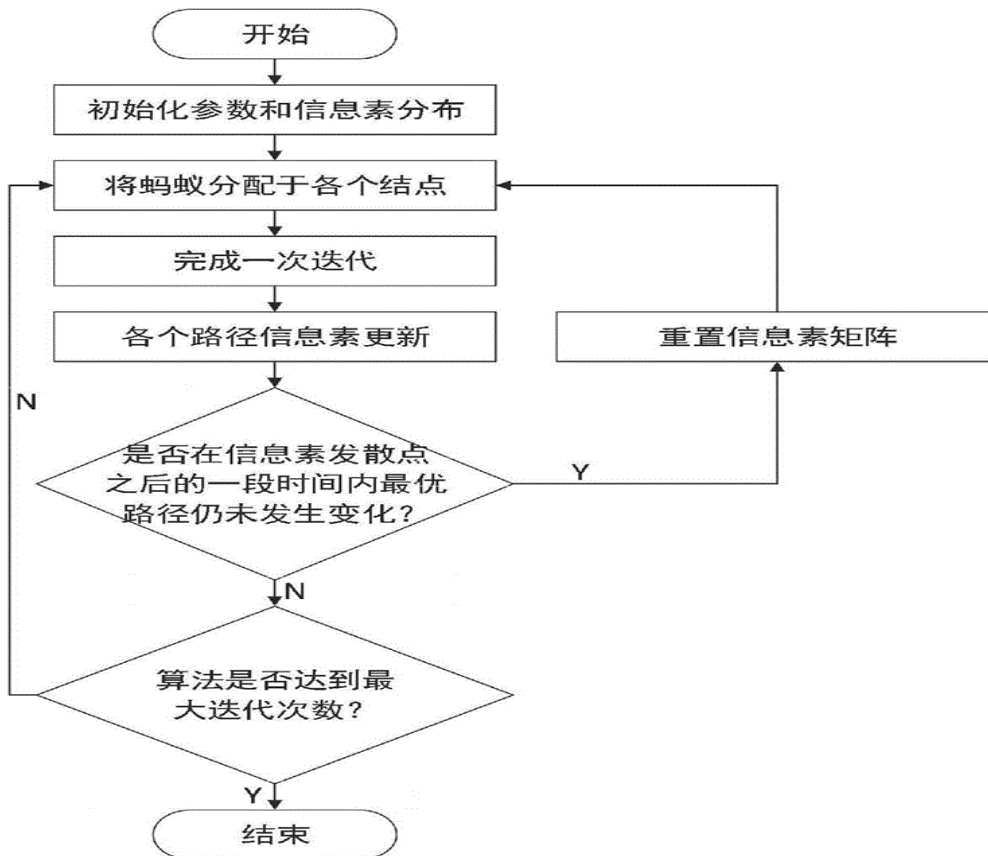 开始
初始化参数和信息素分布
将蚂蚁分配于各个结点
完成一次迭代
各个路径信息素更新
重置信息素矩阵
N
是否在信息素发散点
之后的一段时间内最优
路径仍未发生变化?
Y
N
算法是否达到最
大迭代次数?
Y
结束